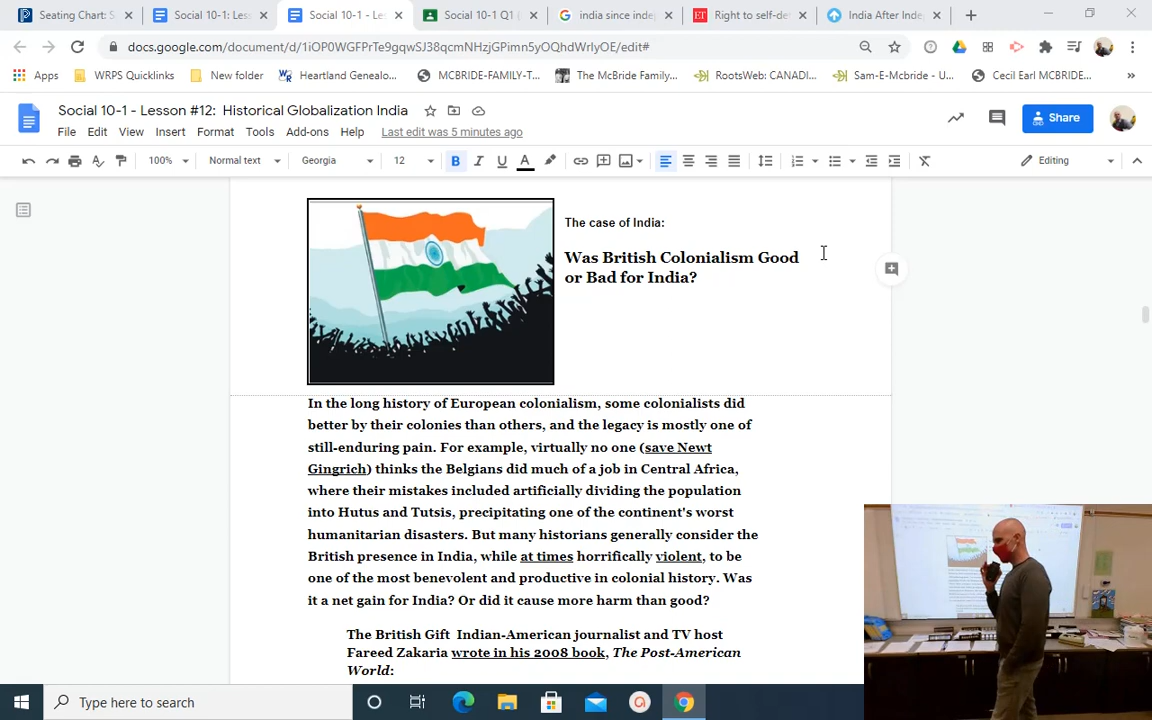 Seating Chart: S
Social 10-1: Les
Social 10-1 - Le
Social 10-1 Q1 (
india since inde
Right to self-de
India After Inde
docs.google.com/document/d/1iOP0WGFPrTe9gqwSJ38qcmNHzjGPimn5yOQhdWrIyOE/edit#
Apps WRPS Quicklinks New folder Heartland Genealo... MCBRIDE-FAMILY-T... The McBride Family... RootsWeb: CANADI... Sam-E-Mcbride - U... Cecil Earl MCBRIDE... »
Social 10-1 - Lesson #12: Historical Globalization India
File Edit View Insert Format Tools Add-ons Help Last edit was 5 minutes ago
Share
100% Normal text Georgia 12 B I U A Editing
The case of India:
Was British Colonialism Good
or Bad for India?
In the long history of European colonialism, some colonialists did
better by their colonies than others, and the legacy is mostly one of
still-enduring pain. For example, virtually no one (save Newt
Gingrich) thinks the Belgians did much of a job in Central Africa,
where their mistakes included artificially dividing the population
into Hutus and Tutsis, precipitating one of the continent's worst
humanitarian disasters. But many historians generally consider the
British presence in India, while at times horrifically violent, to be
one of the most benevolent and productive in colonial history. Was
it a net gain for India? Or did it cause more harm than good?
The British Gift Indian-American journalist and TV host
Fareed Zakaria wrote in his 2008 book, The Post-American
World:
Type here to search